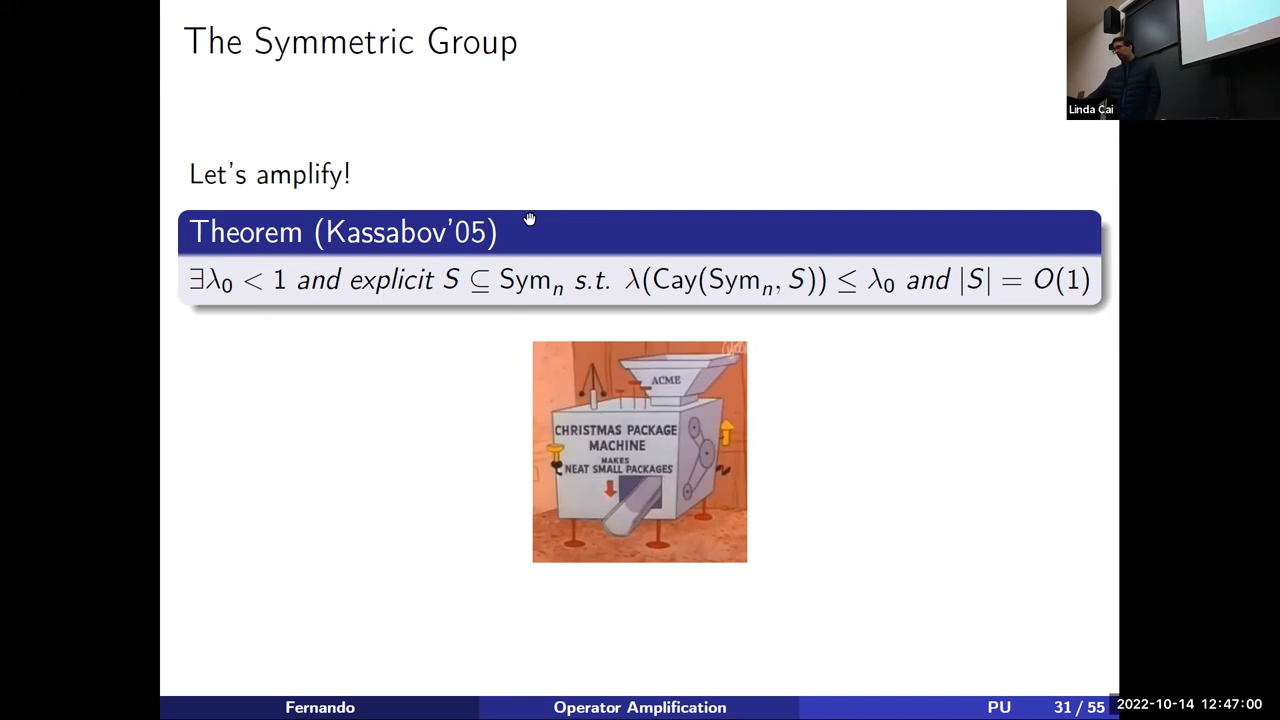 The Symmetric Group
Linda Cai
Let's amplify!
Theorem (Kassabov'05)
∃λ₀ < 1 and explicit S ⊆ Symₙ s.t. λ(Cay(Symₙ, S)) ≤ λ₀ and |S| = O(1)
ACME
CHRISTMAS PACKAGE
MACHINE
MAKES
NEAT SMALL PACKAGES
Fernando Operator Amplification PU 31 / 55
2022-10-14 12:47:00